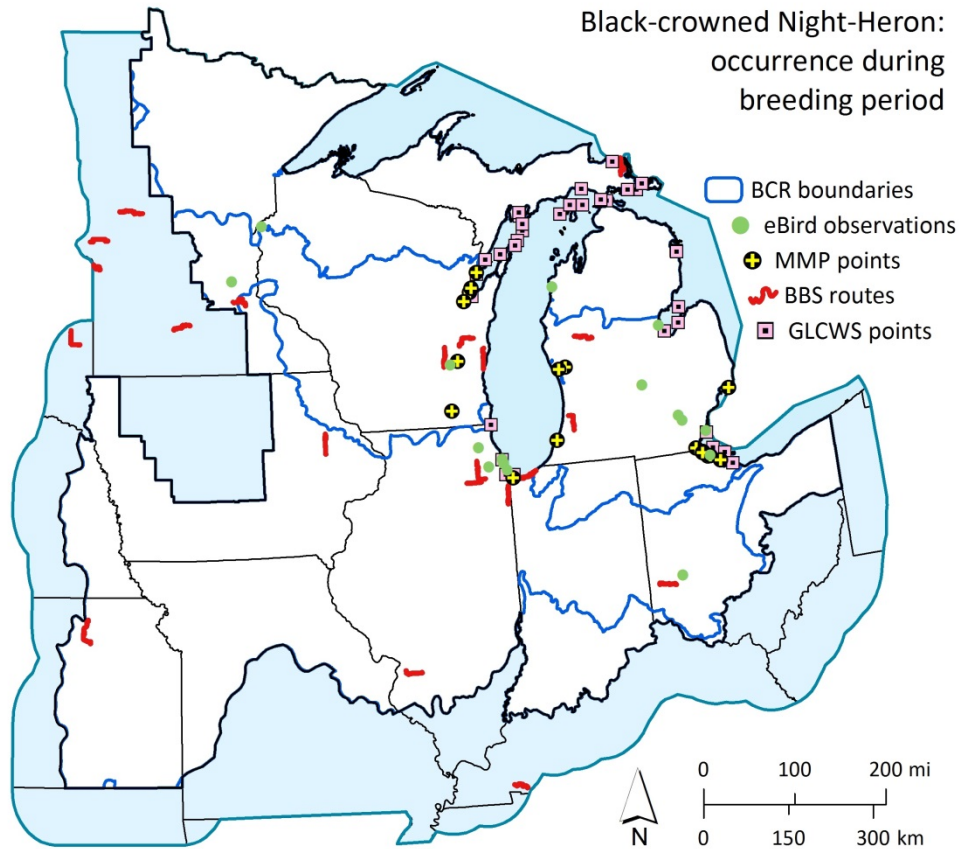 Black-crowned Night-Heron:
occurrence during
breeding period
BCR boundaries
eBird observations
MMP points
BBS routes
GLCWS points
N
0 100 200 mi
0 150 300 km